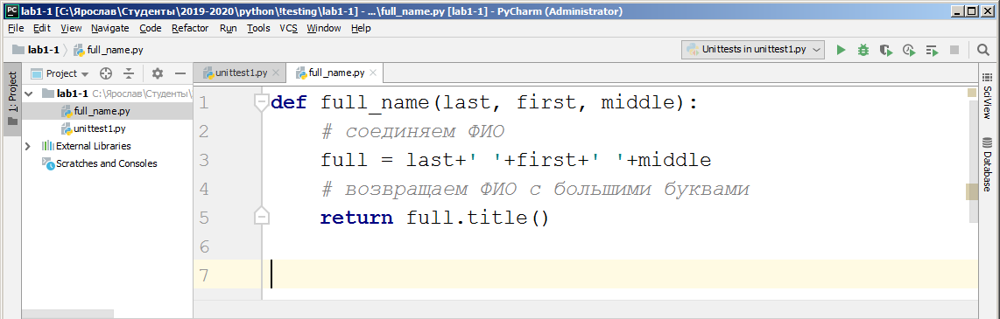 lab1-1 [C:\Ярослав\Студенты\2019-2020\python\!testing\lab1-1] - ...\full_name.py [lab1-1] - PyCharm (Administrator)
File Edit View Navigate Code Refactor Run Tools VCS Window Help
lab1-1 full_name.py Unittests in unittest1.py
1: Project
Project
lab1-1 C:\Ярослав\Студенты\
full_name.py
unittest1.py
External Libraries
Scratches and Consoles
unittest1.py full_name.py
1 def full_name(last, first, middle):
2 # соединяем ФИО
3 full = last+' '+first+' '+middle
4 # возвращаем ФИО с большими буквами
5 return full.title()
6
7
SciView
Database